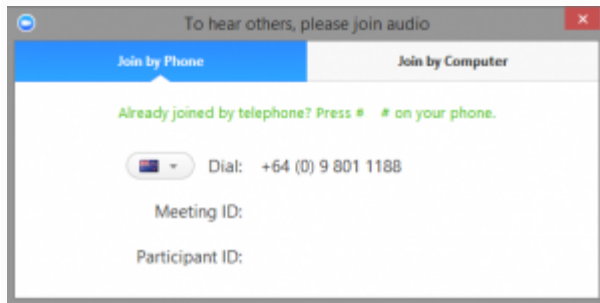 To hear others, please join audio
Join by Phone Join by Computer
Already joined by telephone? Press # # on your phone.
Dial: +64 (0) 9 801 1188
Meeting ID:
Participant ID: